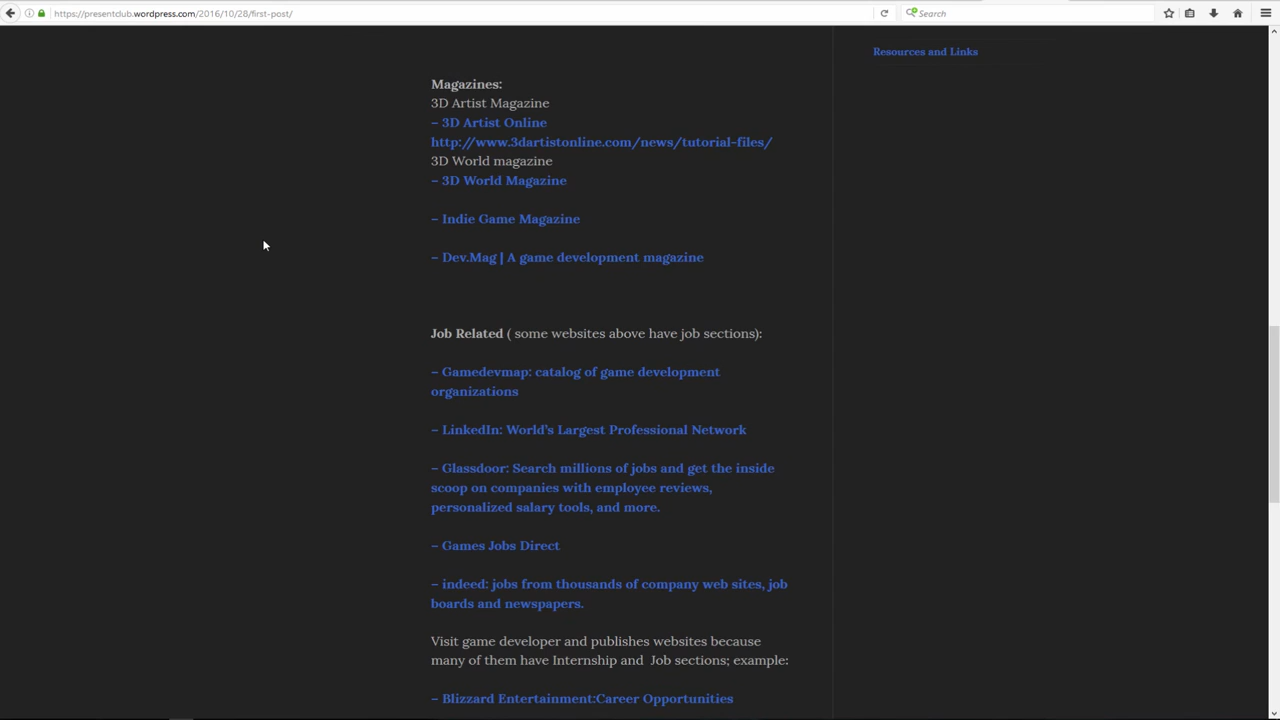 https://presentclub.wordpress.com/2016/10/28/first-post/
Search
Resources and Links
Magazines:
3D Artist Magazine
– 3D Artist Online
http://www.3dartistonline.com/news/tutorial-files/
3D World magazine
– 3D World Magazine
– Indie Game Magazine
– Dev.Mag | A game development magazine
Job Related ( some websites above have job sections):
– Gamedevmap: catalog of game development
organizations
– LinkedIn: World’s Largest Professional Network
– Glassdoor: Search millions of jobs and get the inside
scoop on companies with employee reviews,
personalized salary tools, and more.
– Games Jobs Direct
– indeed: jobs from thousands of company web sites, job
boards and newspapers.
Visit game developer and publishes websites because
many of them have Internship and  Job sections; example:
– Blizzard Entertainment:Career Opportunities